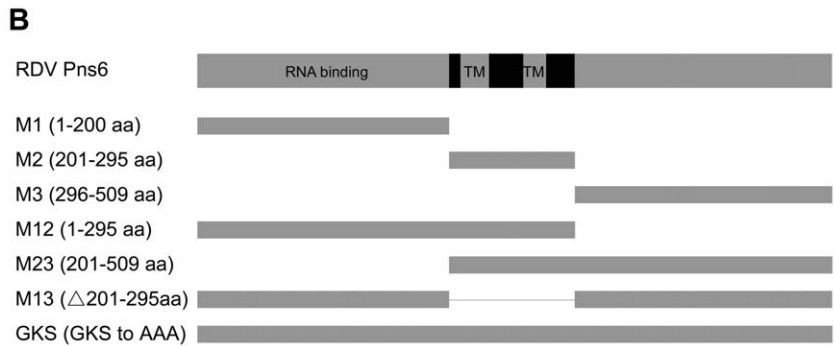 B
RDV Pns6
RNA binding
TM
TM
M1 (1-200 aa)
M2 (201-295 aa)
M3 (296-509 aa)
M12 (1-295 aa)
M23 (201-509 aa)
M13 (△201-295aa)
GKS (GKS to AAA)